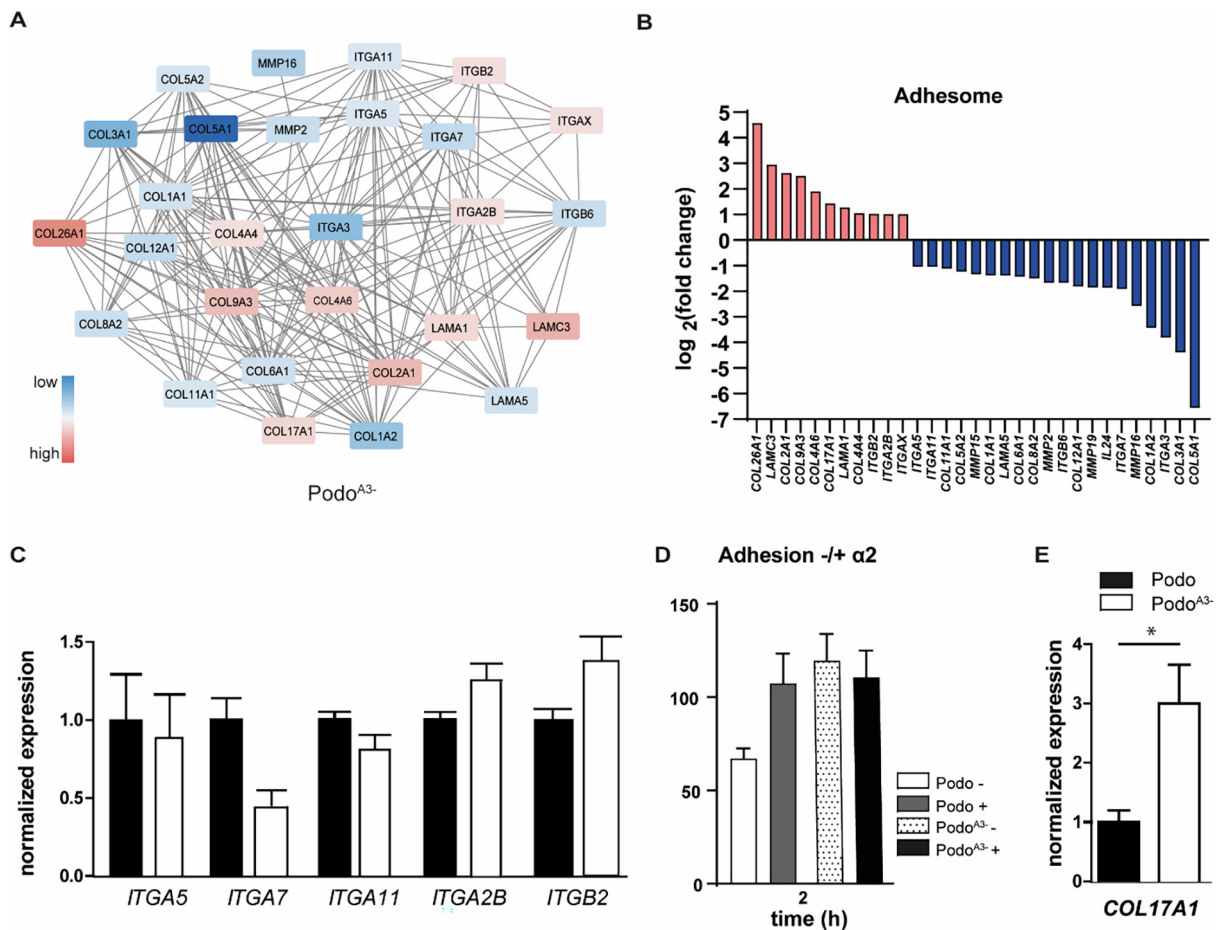 A
MMP16
ITGA11
ITGB2
COL5A2
ITGAX
COL3A1
COL5A1
MMP2
ITGA5
ITGA7
COL1A1
ITGA2B
ITGB6
COL26A1
COL12A1
COL4A4
ITGA3
COL9A3
COL4A6
COL8A2
LAMA1
LAMC3
low
high
COL11A1
COL6A1
COL2A1
LAMA5
COL17A1
COL1A2
Podo^A3-
B
Adhesome
log 2(fold change)
5
4
3
2
1
0
-1
-2
-3
-4
-5
-6
-7
COL26A1
LAMC3
COL2A1
COL9A3
COL4A6
COL17A1
LAMA1
COL4A4
ITGB2
ITGA2B
ITGAX
ITGA5
ITGA11
COL11A1
COL5A2
MMP15
COL1A1
LAMA5
COL6A1
COL8A2
MMP2
ITGB6
COL12A1
MMP19
IL24
ITGA7
MMP16
COL1A2
ITGA3
COL3A1
COL5A1
C
normalized expression
1.5
1.0
0.5
0.0
ITGA5 ITGA7 ITGA11 ITGA2B ITGB2
D Adhesion -/+ α2
150
100
50
0
2
time (h)
Podo -
Podo +
Podo^A3- -
Podo^A3- +
E
Podo
Podo^A3-
*
normalized expression
4
3
2
1
0
COL17A1